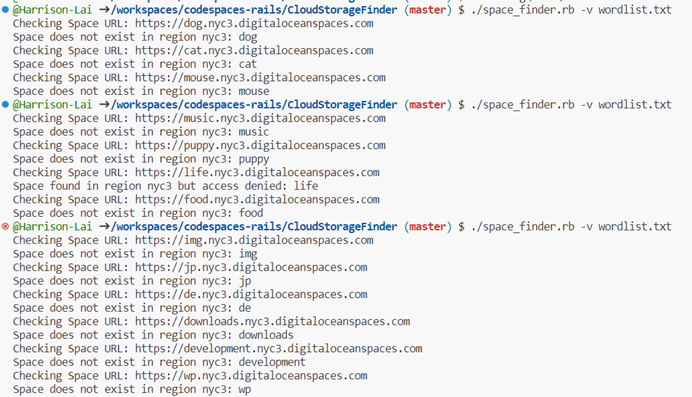 @Harrison-Lai ➜/workspaces/codespaces-rails/CloudStorageFinder (master) $ ./space_finder.rb -v wordlist.txt
Checking Space URL: https://dog.nyc3.digitaloceanspaces.com
Space does not exist in region nyc3: dog
Checking Space URL: https://cat.nyc3.digitaloceanspaces.com
Space does not exist in region nyc3: cat
Checking Space URL: https://mouse.nyc3.digitaloceanspaces.com
Space does not exist in region nyc3: mouse
@Harrison-Lai ➜/workspaces/codespaces-rails/CloudStorageFinder (master) $ ./space_finder.rb -v wordlist.txt
Checking Space URL: https://music.nyc3.digitaloceanspaces.com
Space does not exist in region nyc3: music
Checking Space URL: https://puppy.nyc3.digitaloceanspaces.com
Space does not exist in region nyc3: puppy
Checking Space URL: https://life.nyc3.digitaloceanspaces.com
Space found in region nyc3 but access denied: life
Checking Space URL: https://food.nyc3.digitaloceanspaces.com
Space does not exist in region nyc3: food
@Harrison-Lai ➜/workspaces/codespaces-rails/CloudStorageFinder (master) $ ./space_finder.rb -v wordlist.txt
Checking Space URL: https://img.nyc3.digitaloceanspaces.com
Space does not exist in region nyc3: img
Checking Space URL: https://jp.nyc3.digitaloceanspaces.com
Space does not exist in region nyc3: jp
Checking Space URL: https://de.nyc3.digitaloceanspaces.com
Space does not exist in region nyc3: de
Checking Space URL: https://downloads.nyc3.digitaloceanspaces.com
Space does not exist in region nyc3: downloads
Checking Space URL: https://development.nyc3.digitaloceanspaces.com
Space does not exist in region nyc3: development
Checking Space URL: https://wp.nyc3.digitaloceanspaces.com
Space does not exist in region nyc3: wp